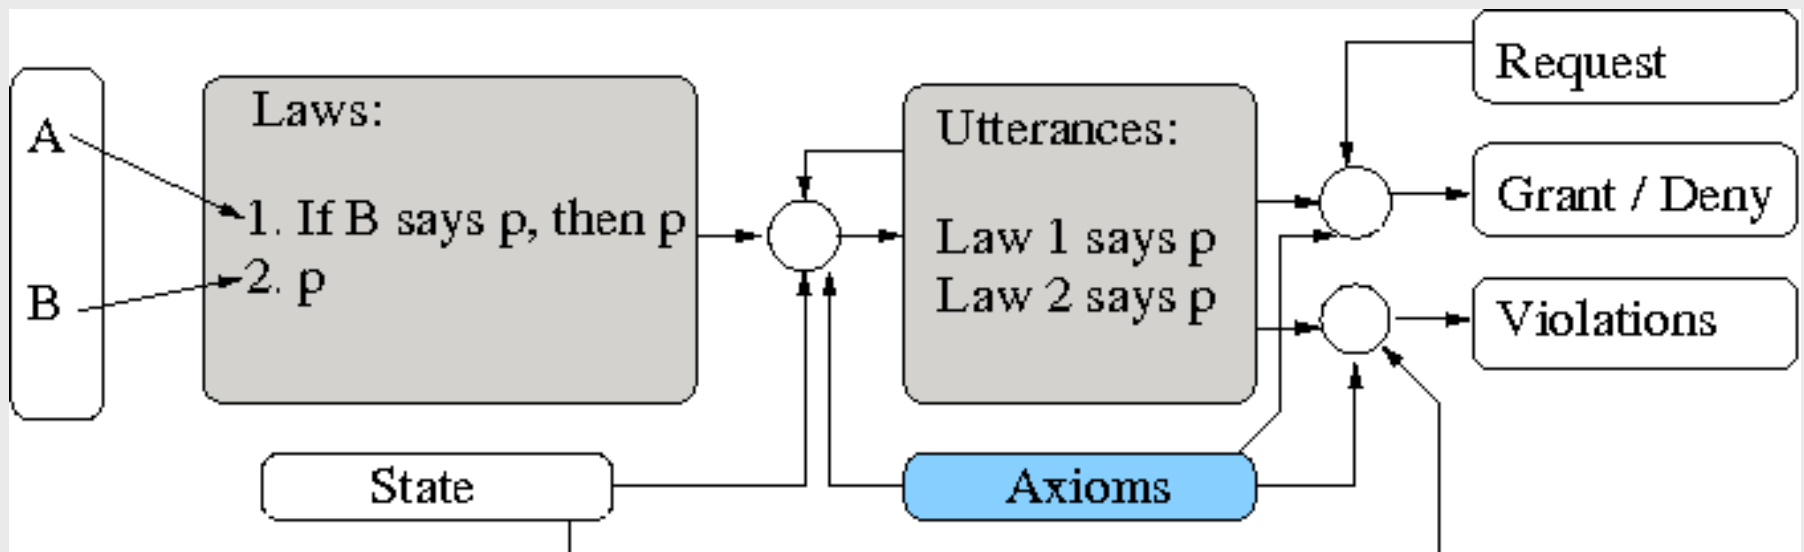 A
B
Laws:
1. If B says p, then p
2. p
State
Utterances:
Law 1 says p
Law 2 says p
Axioms
Request
Grant / Deny
Violations